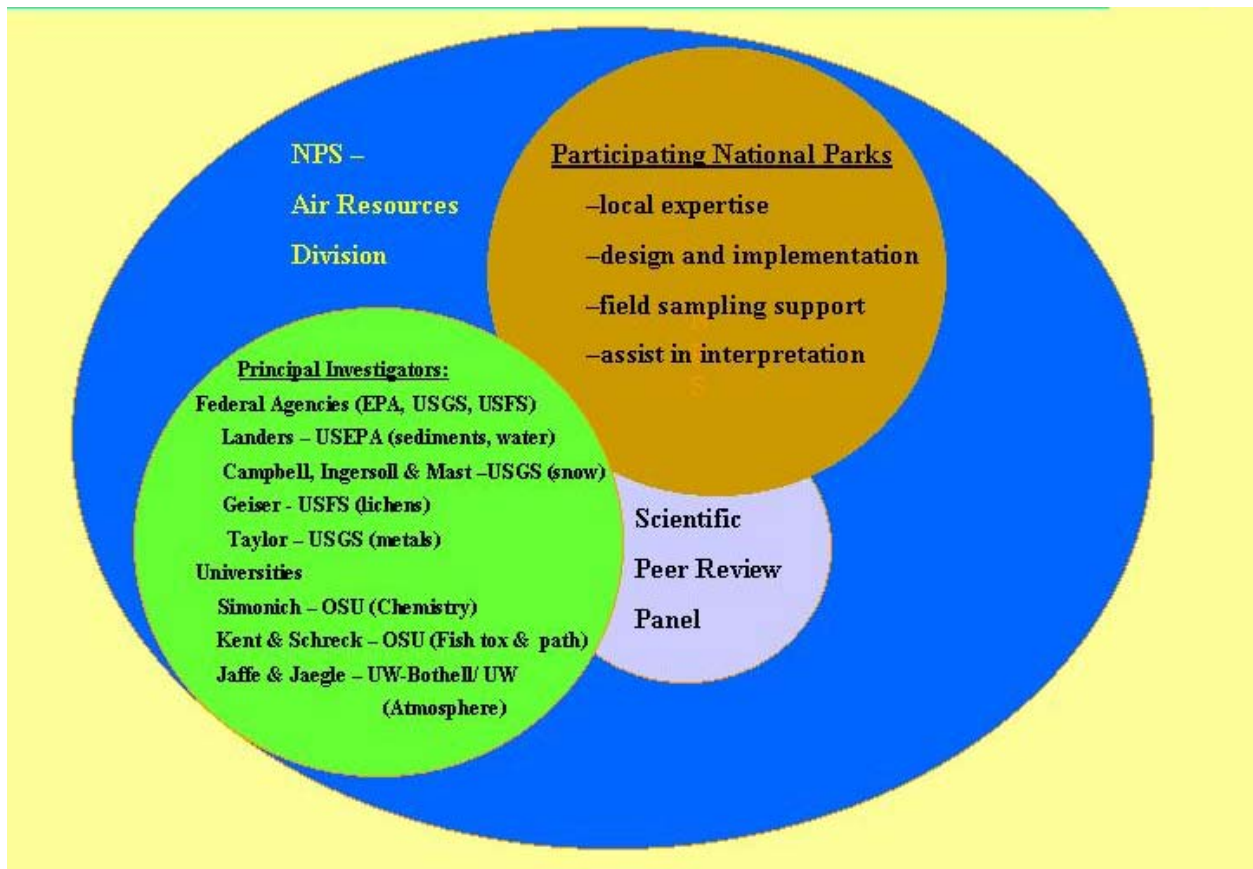 NPS –
Air Resources
Division
Participating National Parks
–local expertise
–design and implementation
–field sampling support
–assist in interpretation
Principal Investigators:
Federal Agencies (EPA, USGS, USFS)
Landers – USEPA (sediments, water)
Campbell, Ingersoll & Mast –USGS (snow)
Geiser - USFS (lichens)
Taylor – USGS (metals)
Universities
Simonich – OSU (Chemistry)
Kent & Schreck – OSU (Fish tox & path)
Jaffe & Jaegle – UW-Bothell/ UW
(Atmosphere)
Scientific
Peer Review
Panel